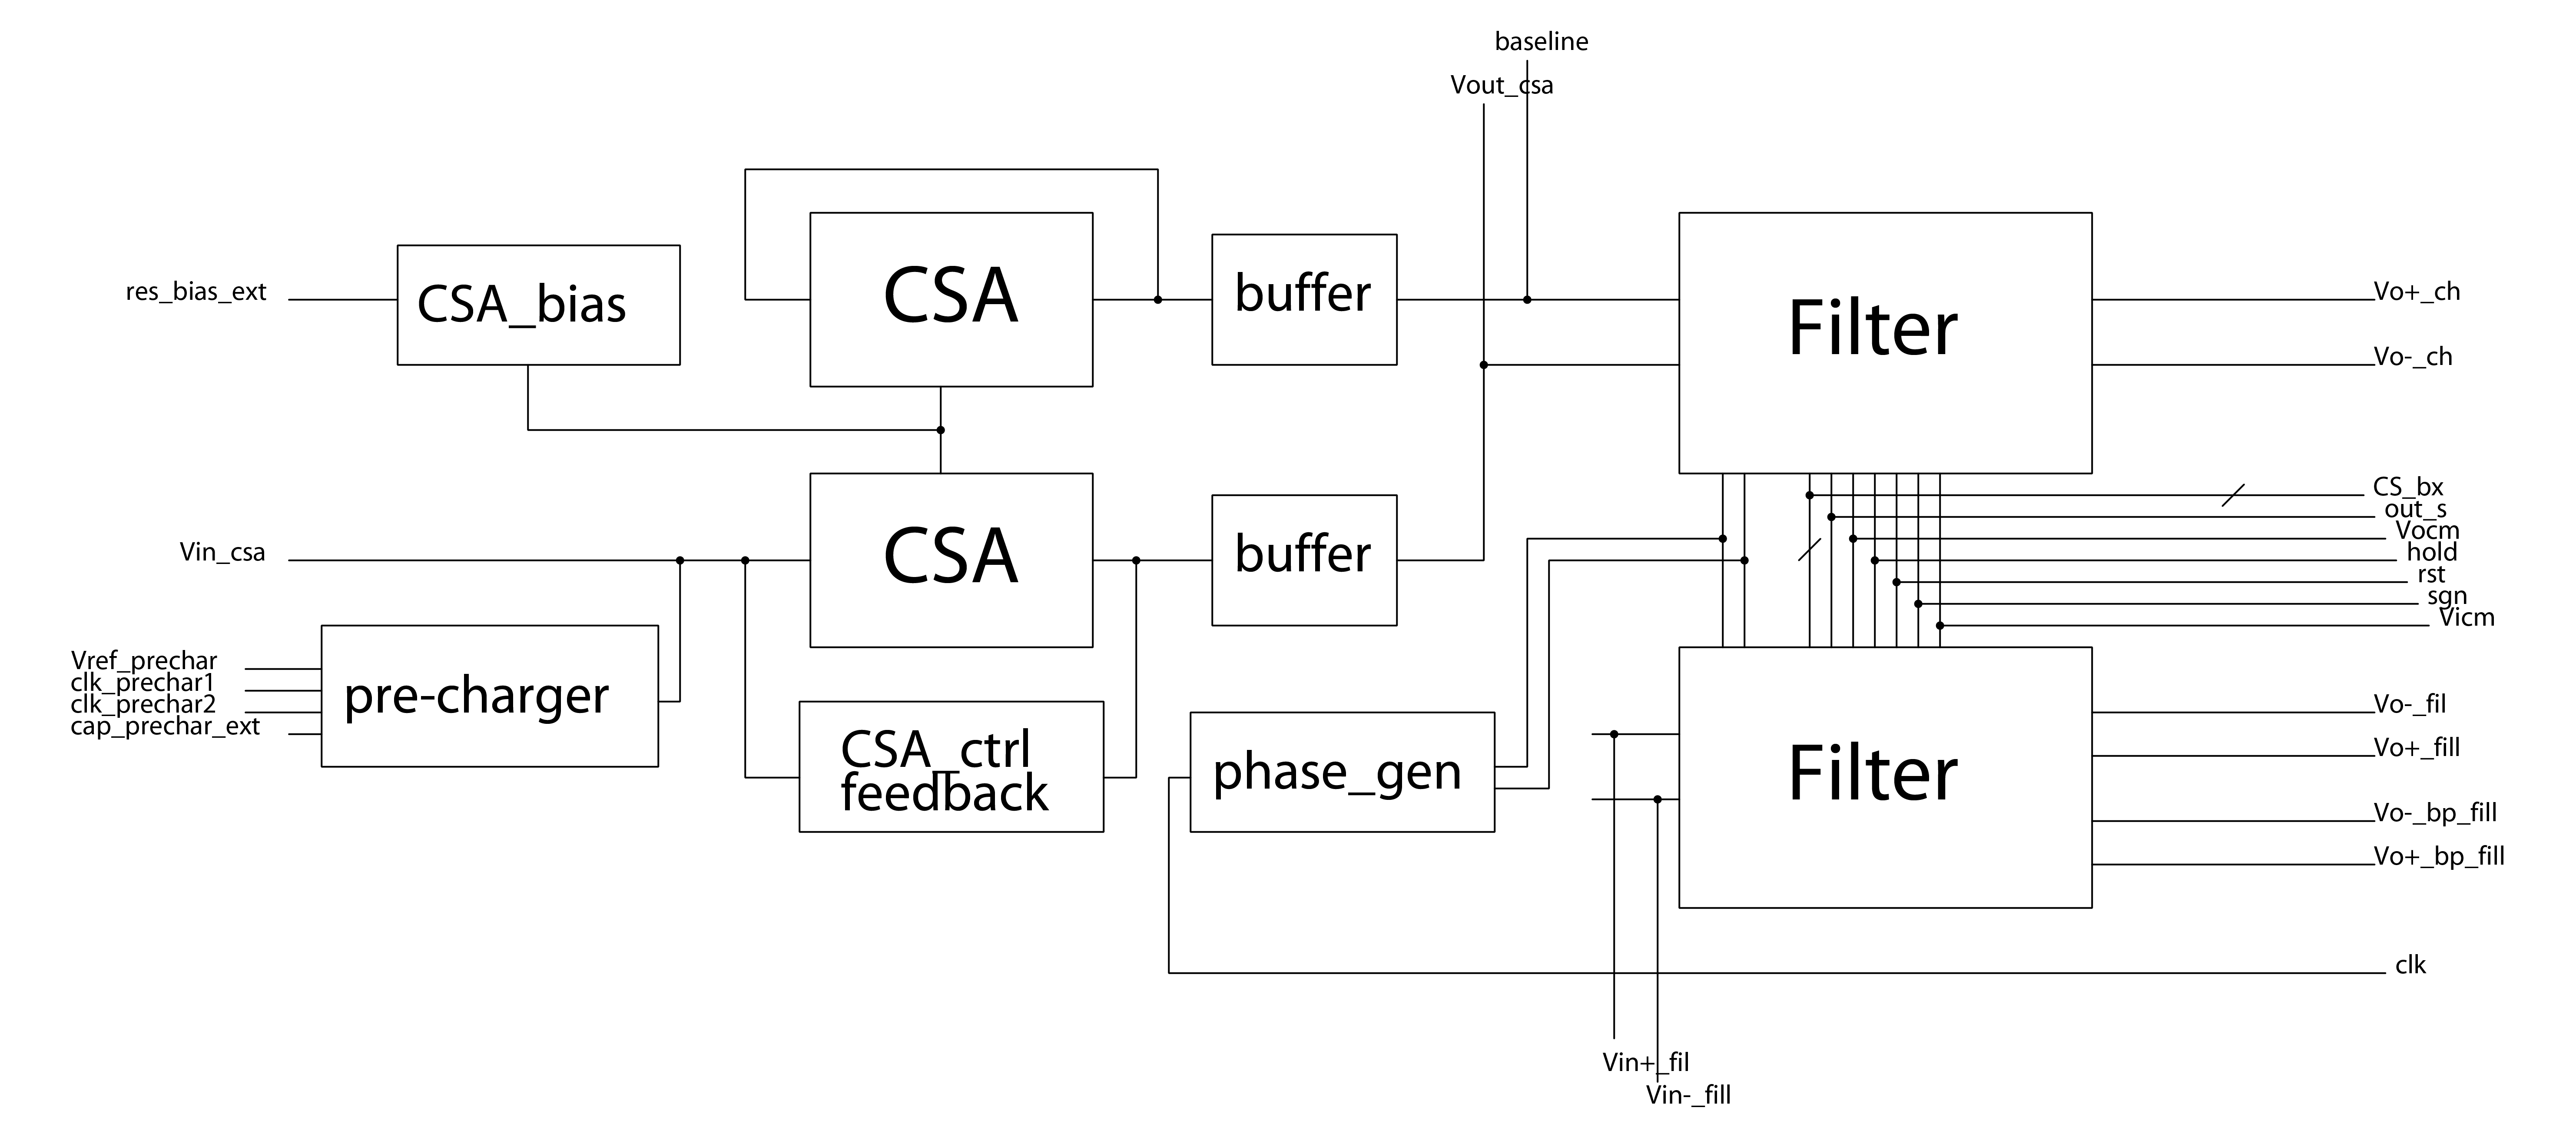 baseline
Vout_csa
res_bias_ext
CSA_bias
CSA
buffer
Filter
Vo+_ch
Vo-_ch
CS_bx
out_s
Vocm
hold
rst
sgn
Vicm
Vin_csa
CSA
buffer
Vref_prechar
clk_prechar1
clk_prechar2
cap_prechar_ext
pre-charger
CSA_ctrl
feedback
phase_gen
Filter
Vo-_fil
Vo+_fill
Vo-_bp_fill
Vo+_bp_fill
clk
Vin+_fil
Vin-_fill